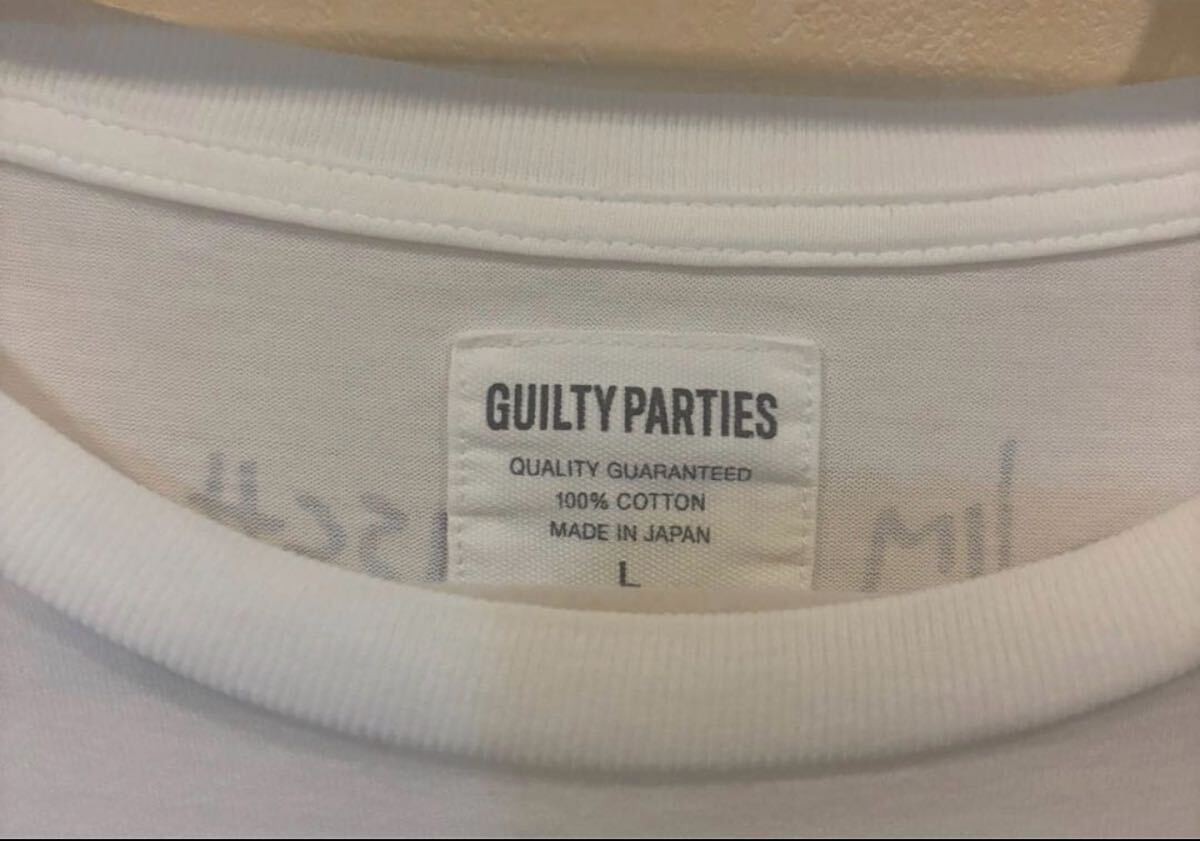 GUILTY PARTIES
QUALITY GUARANTEED
100% COTTON
MADE IN JAPAN
L